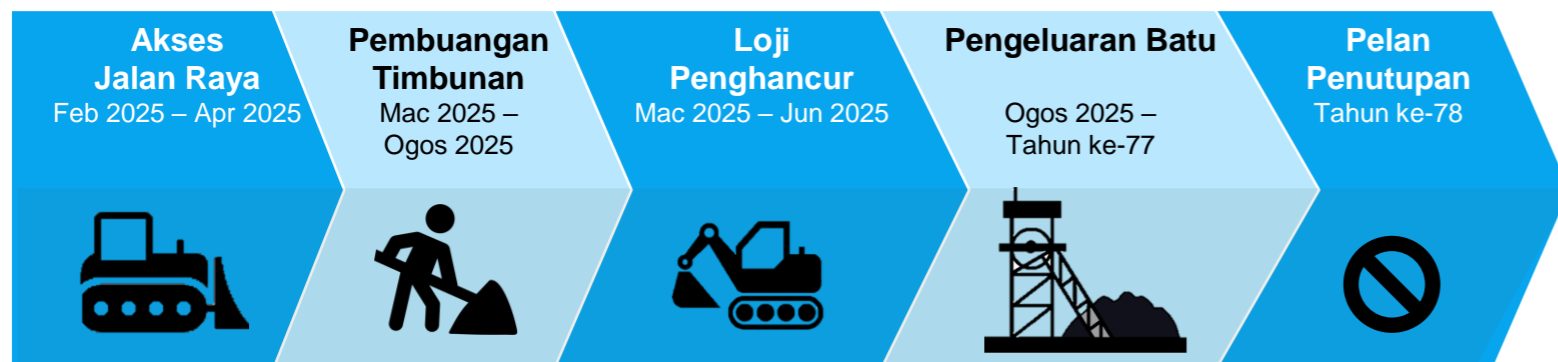 Akses
Jalan Raya
Feb 2025 – Apr 2025
Pembuangan
Timbunan
Mac 2025 –
Ogos 2025
Loji
Penghancur
Mac 2025 – Jun 2025
Pengeluaran Batu
Ogos 2025 –
Tahun ke-77
Pelan
Penutupan
Tahun ke-78